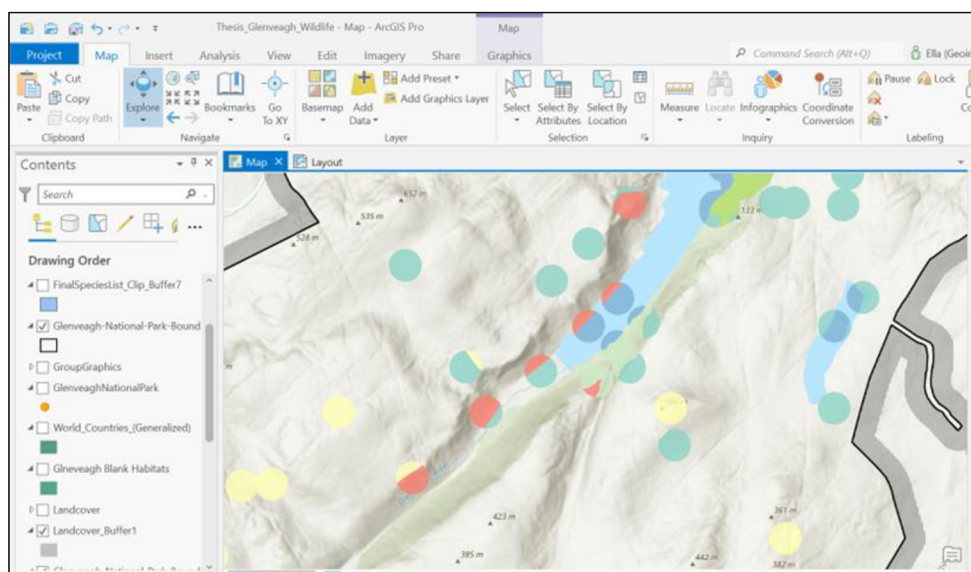 Thesis_Glenveagh_Wildlife - Map - ArcGIS Pro
Map
Project Map Insert Analysis View Edit Imagery Share Graphics
Command Search (Alt+Q)
Ella (Geoin
Paste
Cut
Copy
Copy Path
Clipboard
Explore
Bookmarks
Go
To XY
Navigate
Basemap
Add
Data
Add Preset
Add Graphics Layer
Layer
Select
Select By
Attributes
Select By
Location
Selection
Measure
Locate
Infographics
Coordinate
Conversion
Inquiry
Pause
Lock
Co
Labeling
Contents
Search
Drawing Order
FinalSpeciesList_Clip_Buffer7
Glenveagh-National-Park-Bound
GroupGraphics
GlenveaghNationalPark
World_Countries_(Generalized)
Glneveagh Blank Habitats
Landcover
Landcover_Buffer1
Map
Layout
652 m
535 m
528 m
m
423 m
385 m
361 m
442 m
382 m